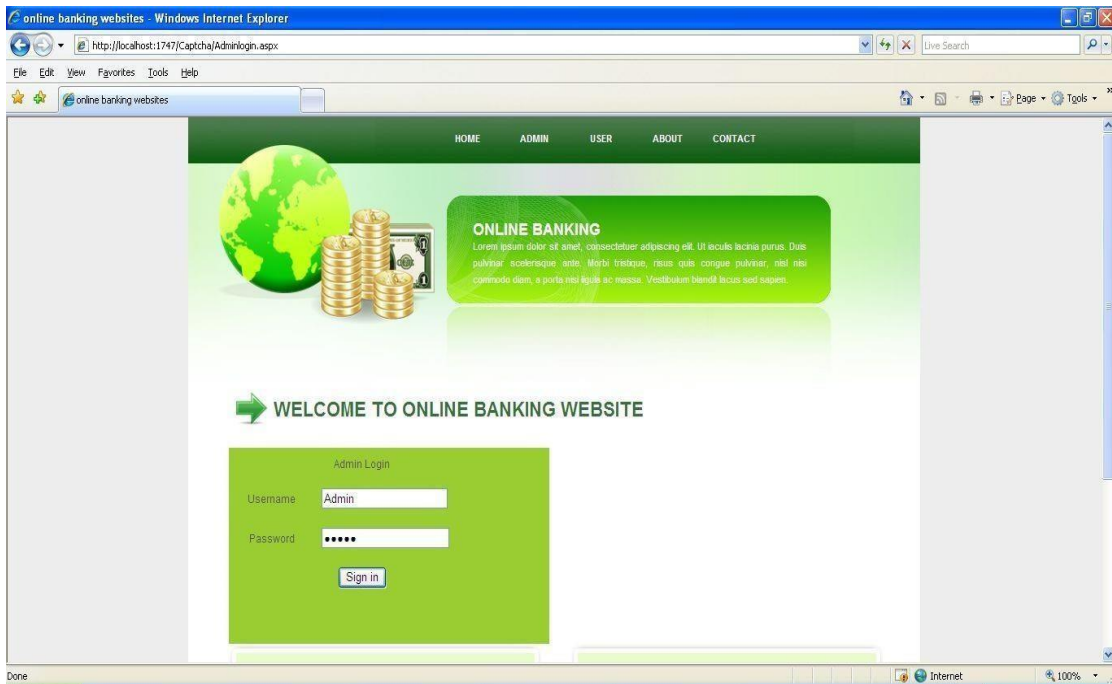 online banking websites - Windows Internet Explorer
http://localhost:1747/Captcha/Adminlogin.aspx
Live Search
File Edit View Favorites Tools Help
online banking websites
Page Tools
HOME ADMIN USER ABOUT CONTACT
ONLINE BANKING
Lorem ipsum dolor sit amet, consectetuer adipiscing elit. Ut iaculis lacinia purus. Duis
pulvinar scelerisque ante. Morbi tristique, risus quis congue pulvinar, nisl nisi
commodo diam, a porta nisi ligula ac massa. Vestibulum blandit lacus sed sapien.
WELCOME TO ONLINE BANKING WEBSITE
Admin Login
Username Admin
Password •••••
Sign in
Done Internet 100%